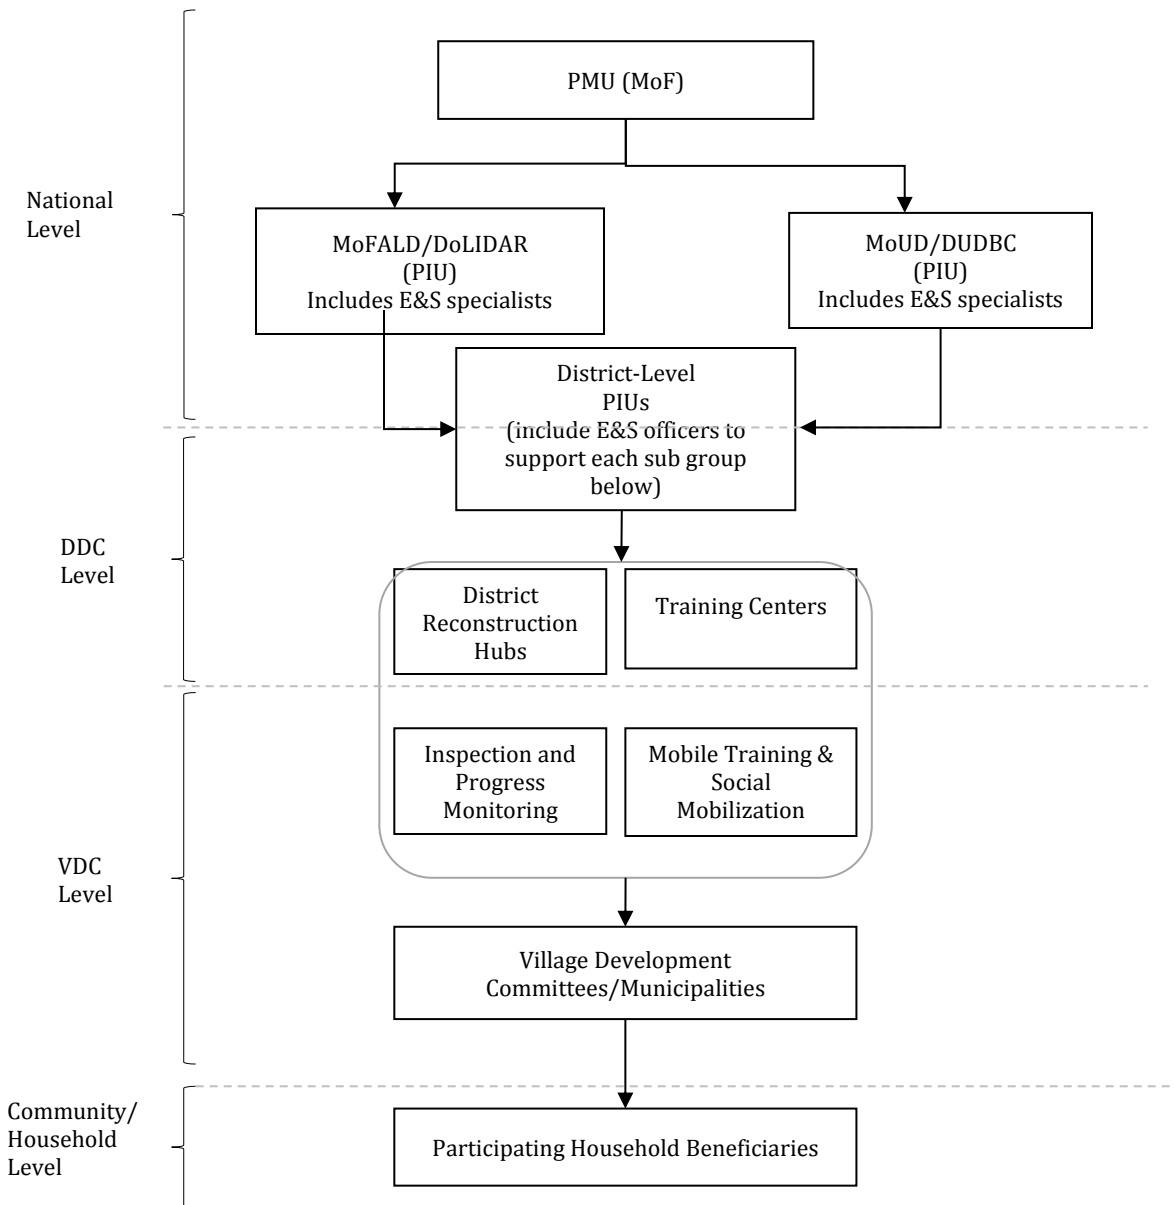 PMU (MoF)
National
Level
MoFALD/DoLIDAR
(PIU)
Includes E&S specialists
MoUD/DUDBC
(PIU)
Includes E&S specialists
District-Level
PIUs
(include E&S officers to
support each sub group
below)
DDC
Level
District
Reconstruction
Hubs
Training Centers
Inspection and
Progress
Monitoring
Mobile Training &
Social
Mobilization
VDC
Level
Village Development
Committees/Municipalities
Community/
Household
Level
Participating Household Beneficiaries